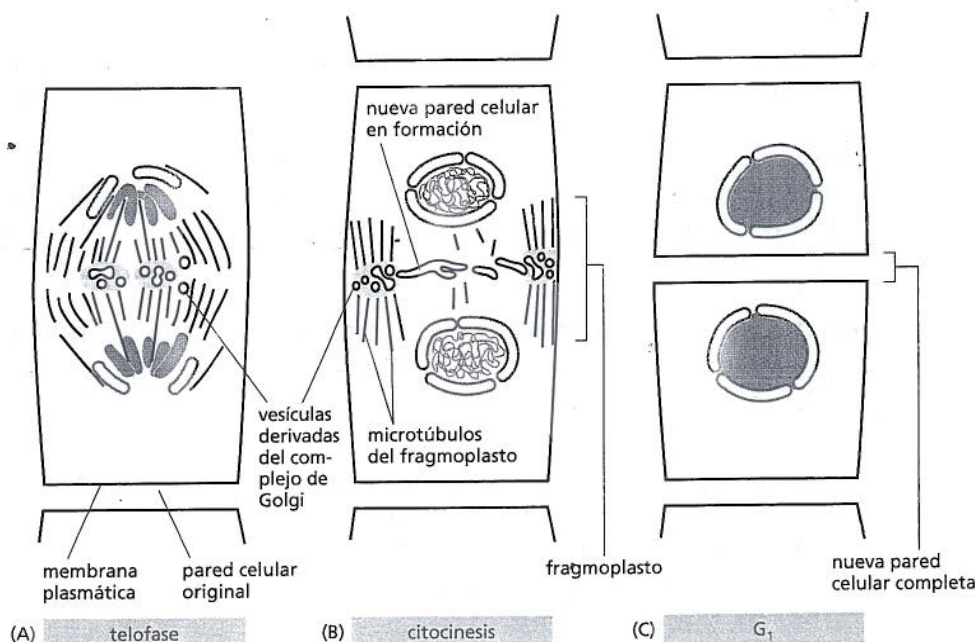 nueva pared celular
en formación
vesículas
derivadas
del com-
plejo de
Golgi
microtúbulos
del fragmoplasto
membrana
plasmática
pared celular
original
fragmoplasto
nueva pared
celular completa
(A) telofase
(B) citocinesis
(C) G₁